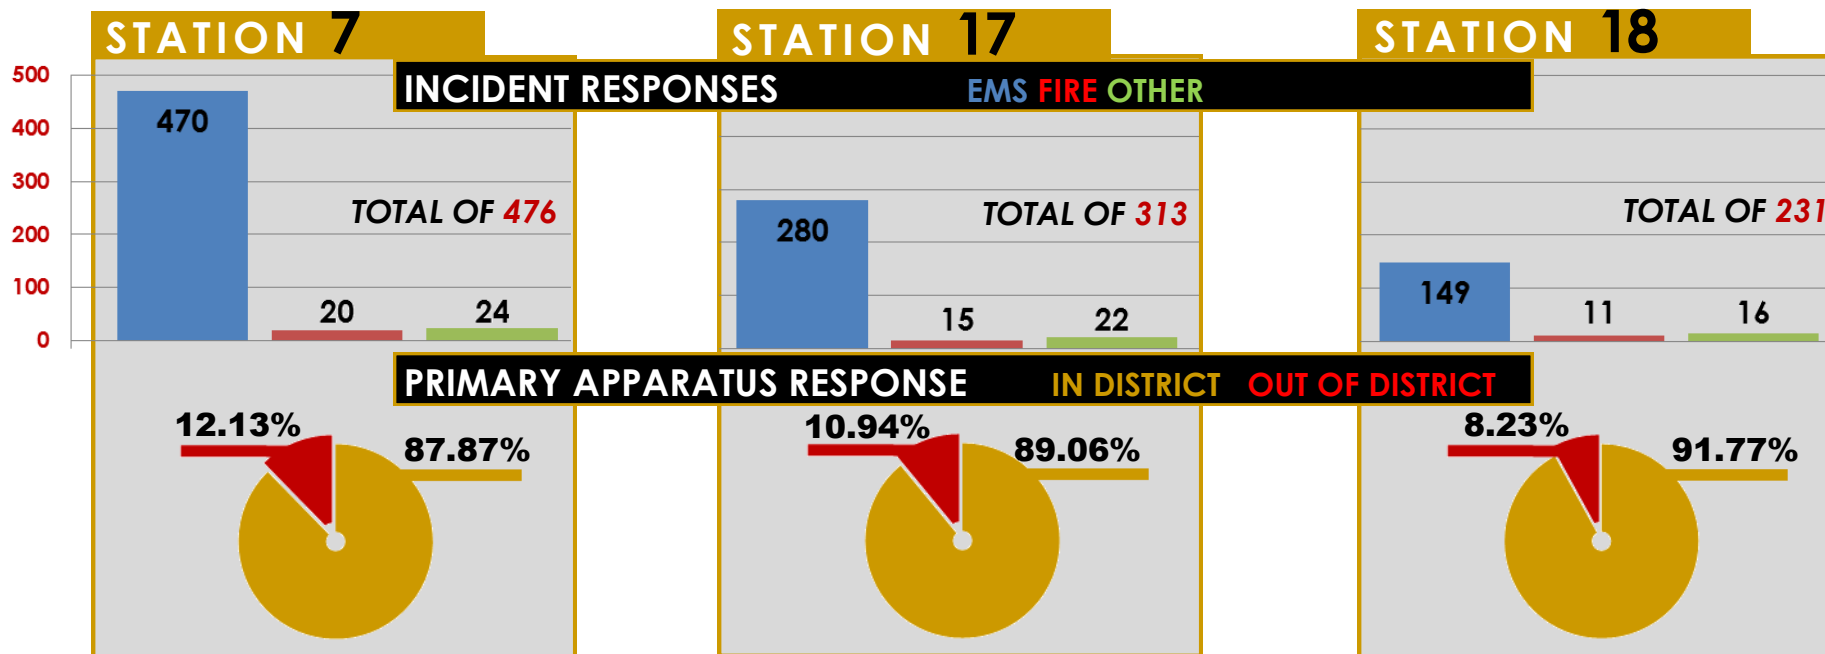 STATION 7
STATION 17
STATION 18
INCIDENT RESPONSES EMS FIRE OTHER
500
400
300
200
100
0
470
20
24
TOTAL OF 476
280
15
22
TOTAL OF 313
149
11
16
TOTAL OF 231
PRIMARY APPARATUS RESPONSE IN DISTRICT OUT OF DISTRICT
12.13%
87.87%
10.94%
89.06%
8.23%
91.77%